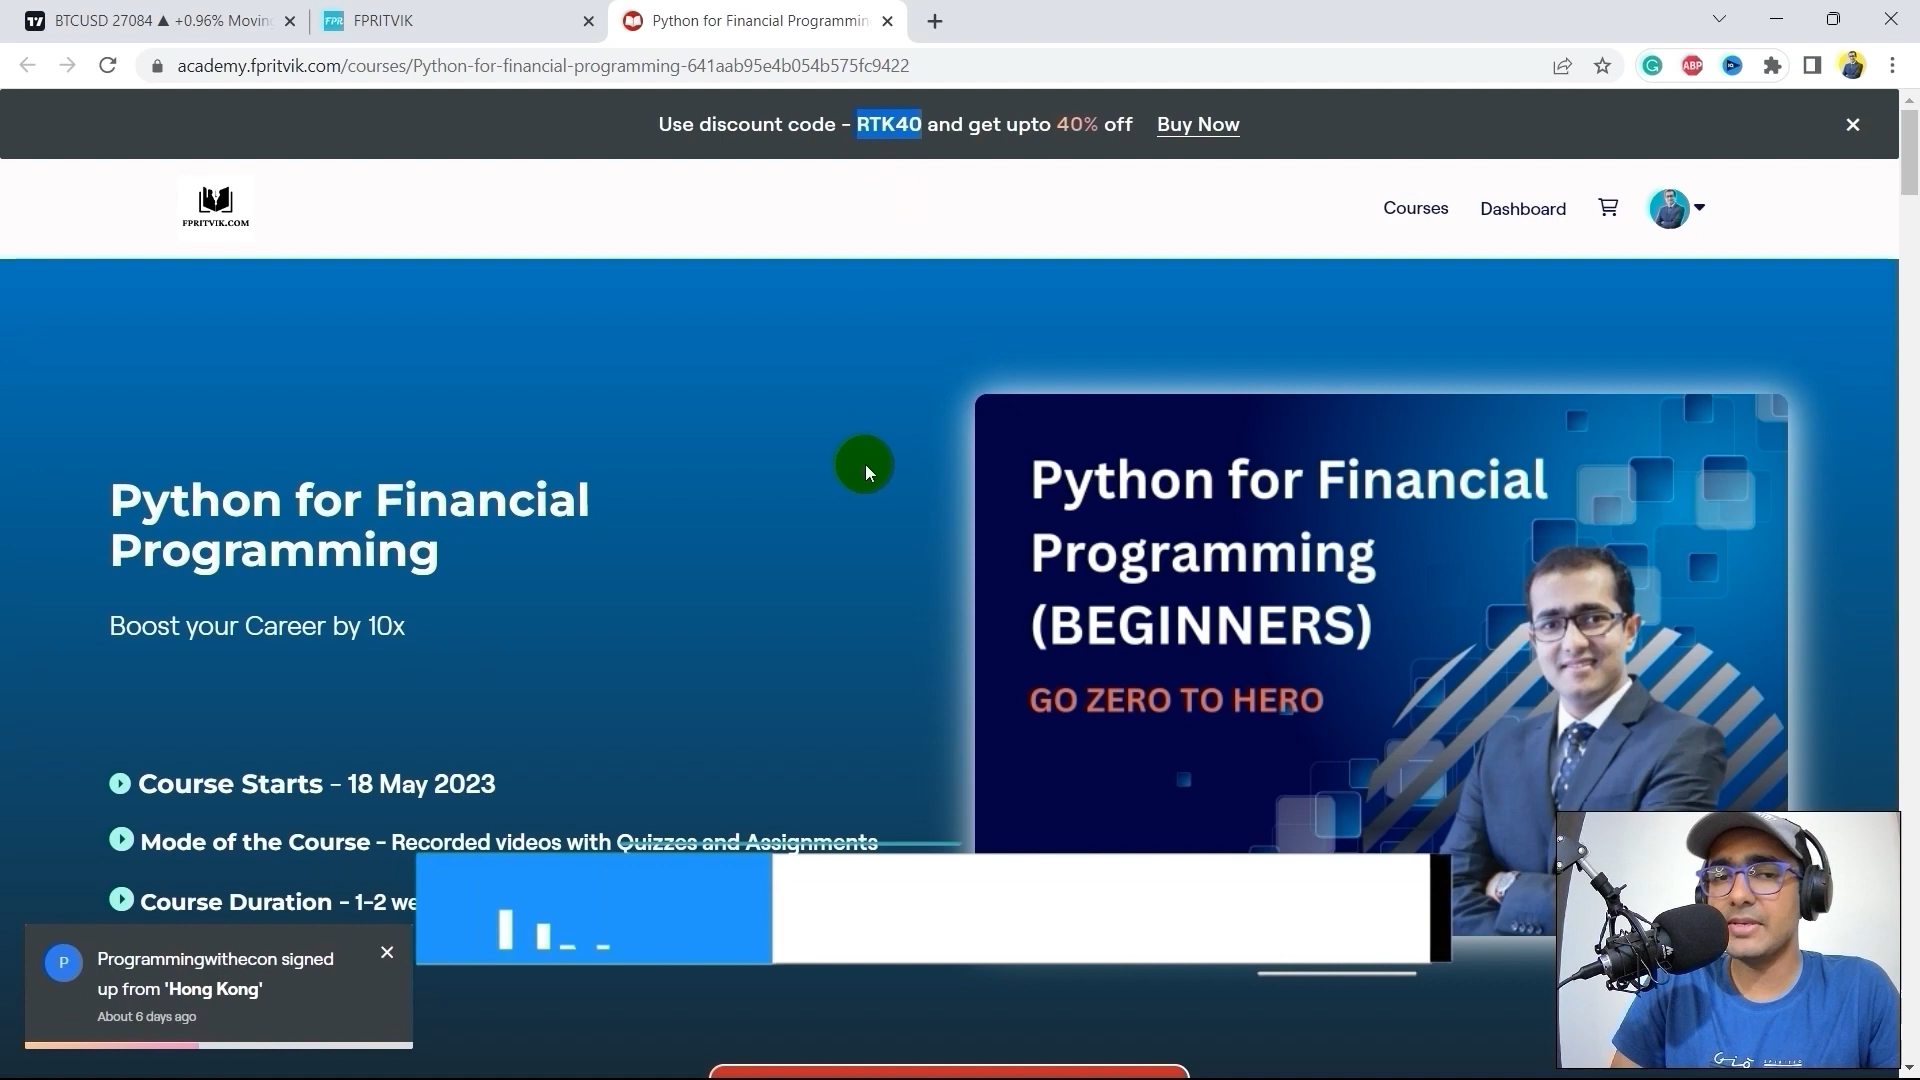 BTCUSD 27084 ▲ +0.96% Movin
FPR
FPRITVIK
Python for Financial Programmin
academy.fpritvik.com/courses/Python-for-financial-programming-641aab95e4b054b575fc9422
ABP
Use discount code - RTK40 and get upto 40% off
Buy Now
FPRITVIK.COM
Courses
Dashboard
Python for Financial
Programming
Boost your Career by 10x
Course Starts - 18 May 2023
Mode of the Course - Recorded videos with Quizzes and Assignments
Course Duration - 1-2 we
Python for Financial
Programming
(BEGINNERS)
GO ZERO TO HERO
P
Programmingwithecon signed
up from 'Hong Kong'
About 6 days ago